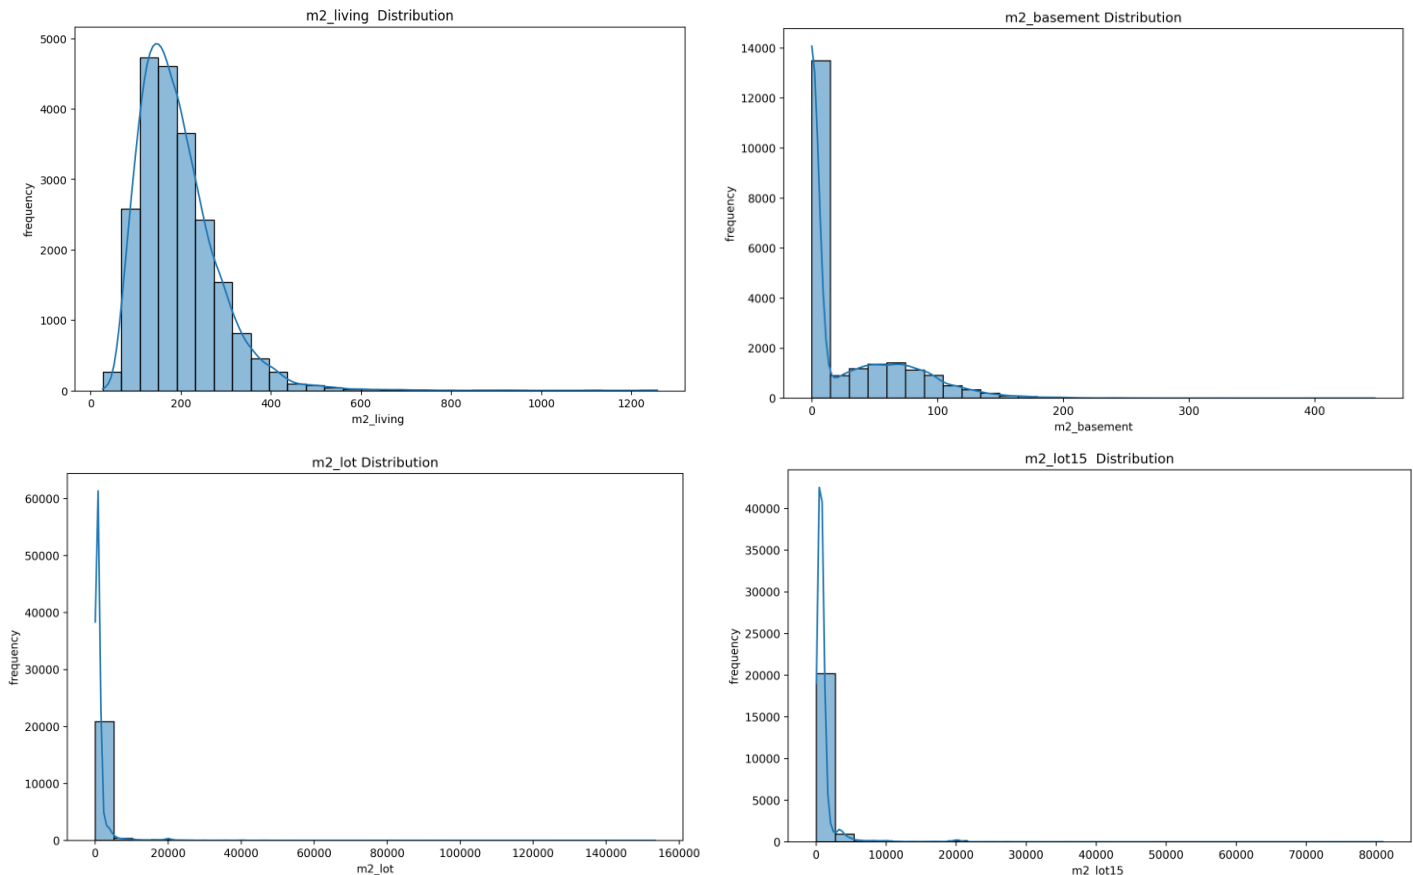 m2_living  Distribution
5000
4000
3000
2000
1000
0
frequency
0 200 400 600 800 1000 1200
m2_living
m2_basement Distribution
14000
12000
10000
8000
6000
4000
2000
0
frequency
0 100 200 300 400
m2_basement
m2_lot Distribution
60000
50000
40000
30000
20000
10000
0
frequency
0 20000 40000 60000 80000 100000 120000 140000 160000
m2_lot
m2_lot15  Distribution
40000
35000
30000
25000
20000
15000
10000
5000
0
frequency
0 10000 20000 30000 40000 50000 60000 70000 80000
m2_lot15